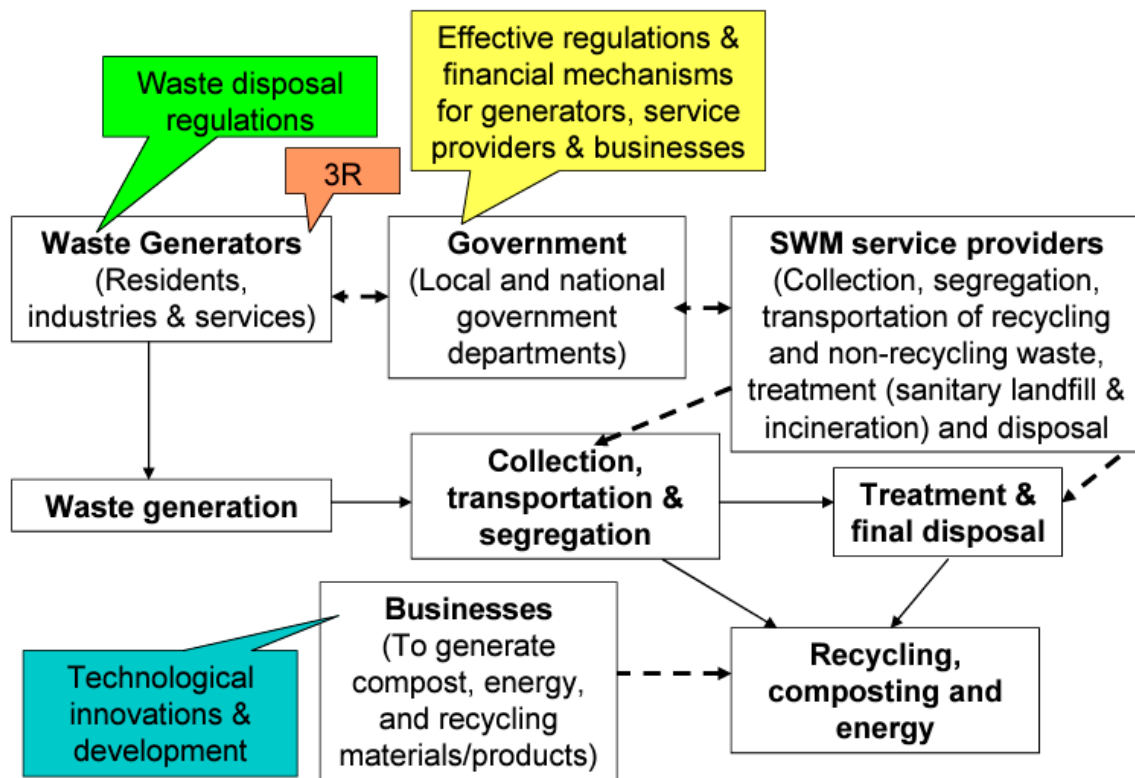 Waste disposal
regulations
Effective regulations &
financial mechanisms
for generators, service
providers & businesses
3R
Waste Generators
(Residents,
industries & services)
Government
(Local and national
government
departments)
SWM service providers
(Collection, segregation,
transportation of recycling
and non-recycling waste,
treatment (sanitary landfill &
incineration) and disposal
Waste generation
Collection,
transportation &
segregation
Treatment &
final disposal
Businesses
(To generate
compost, energy,
and recycling
materials/products)
Recycling,
composting and
energy
Technological
innovations &
development